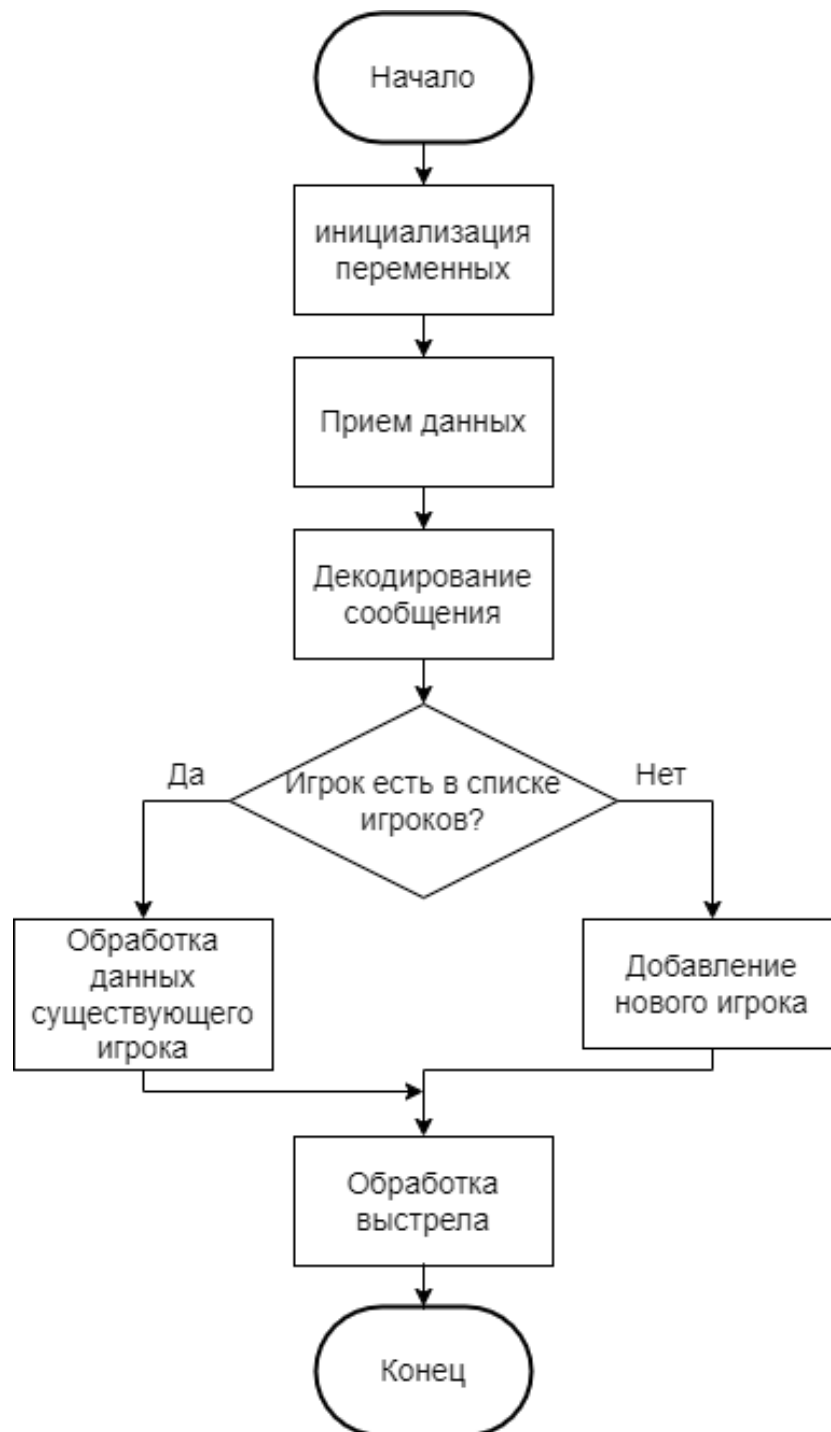 Начало
инициализация
переменных
Прием данных
Декодирование
сообщения
Да
Игрок есть в списке
игроков?
Нет
Обработка
данных
существующего
игрока
Добавление
нового игрока
Обработка
выстрела
Конец